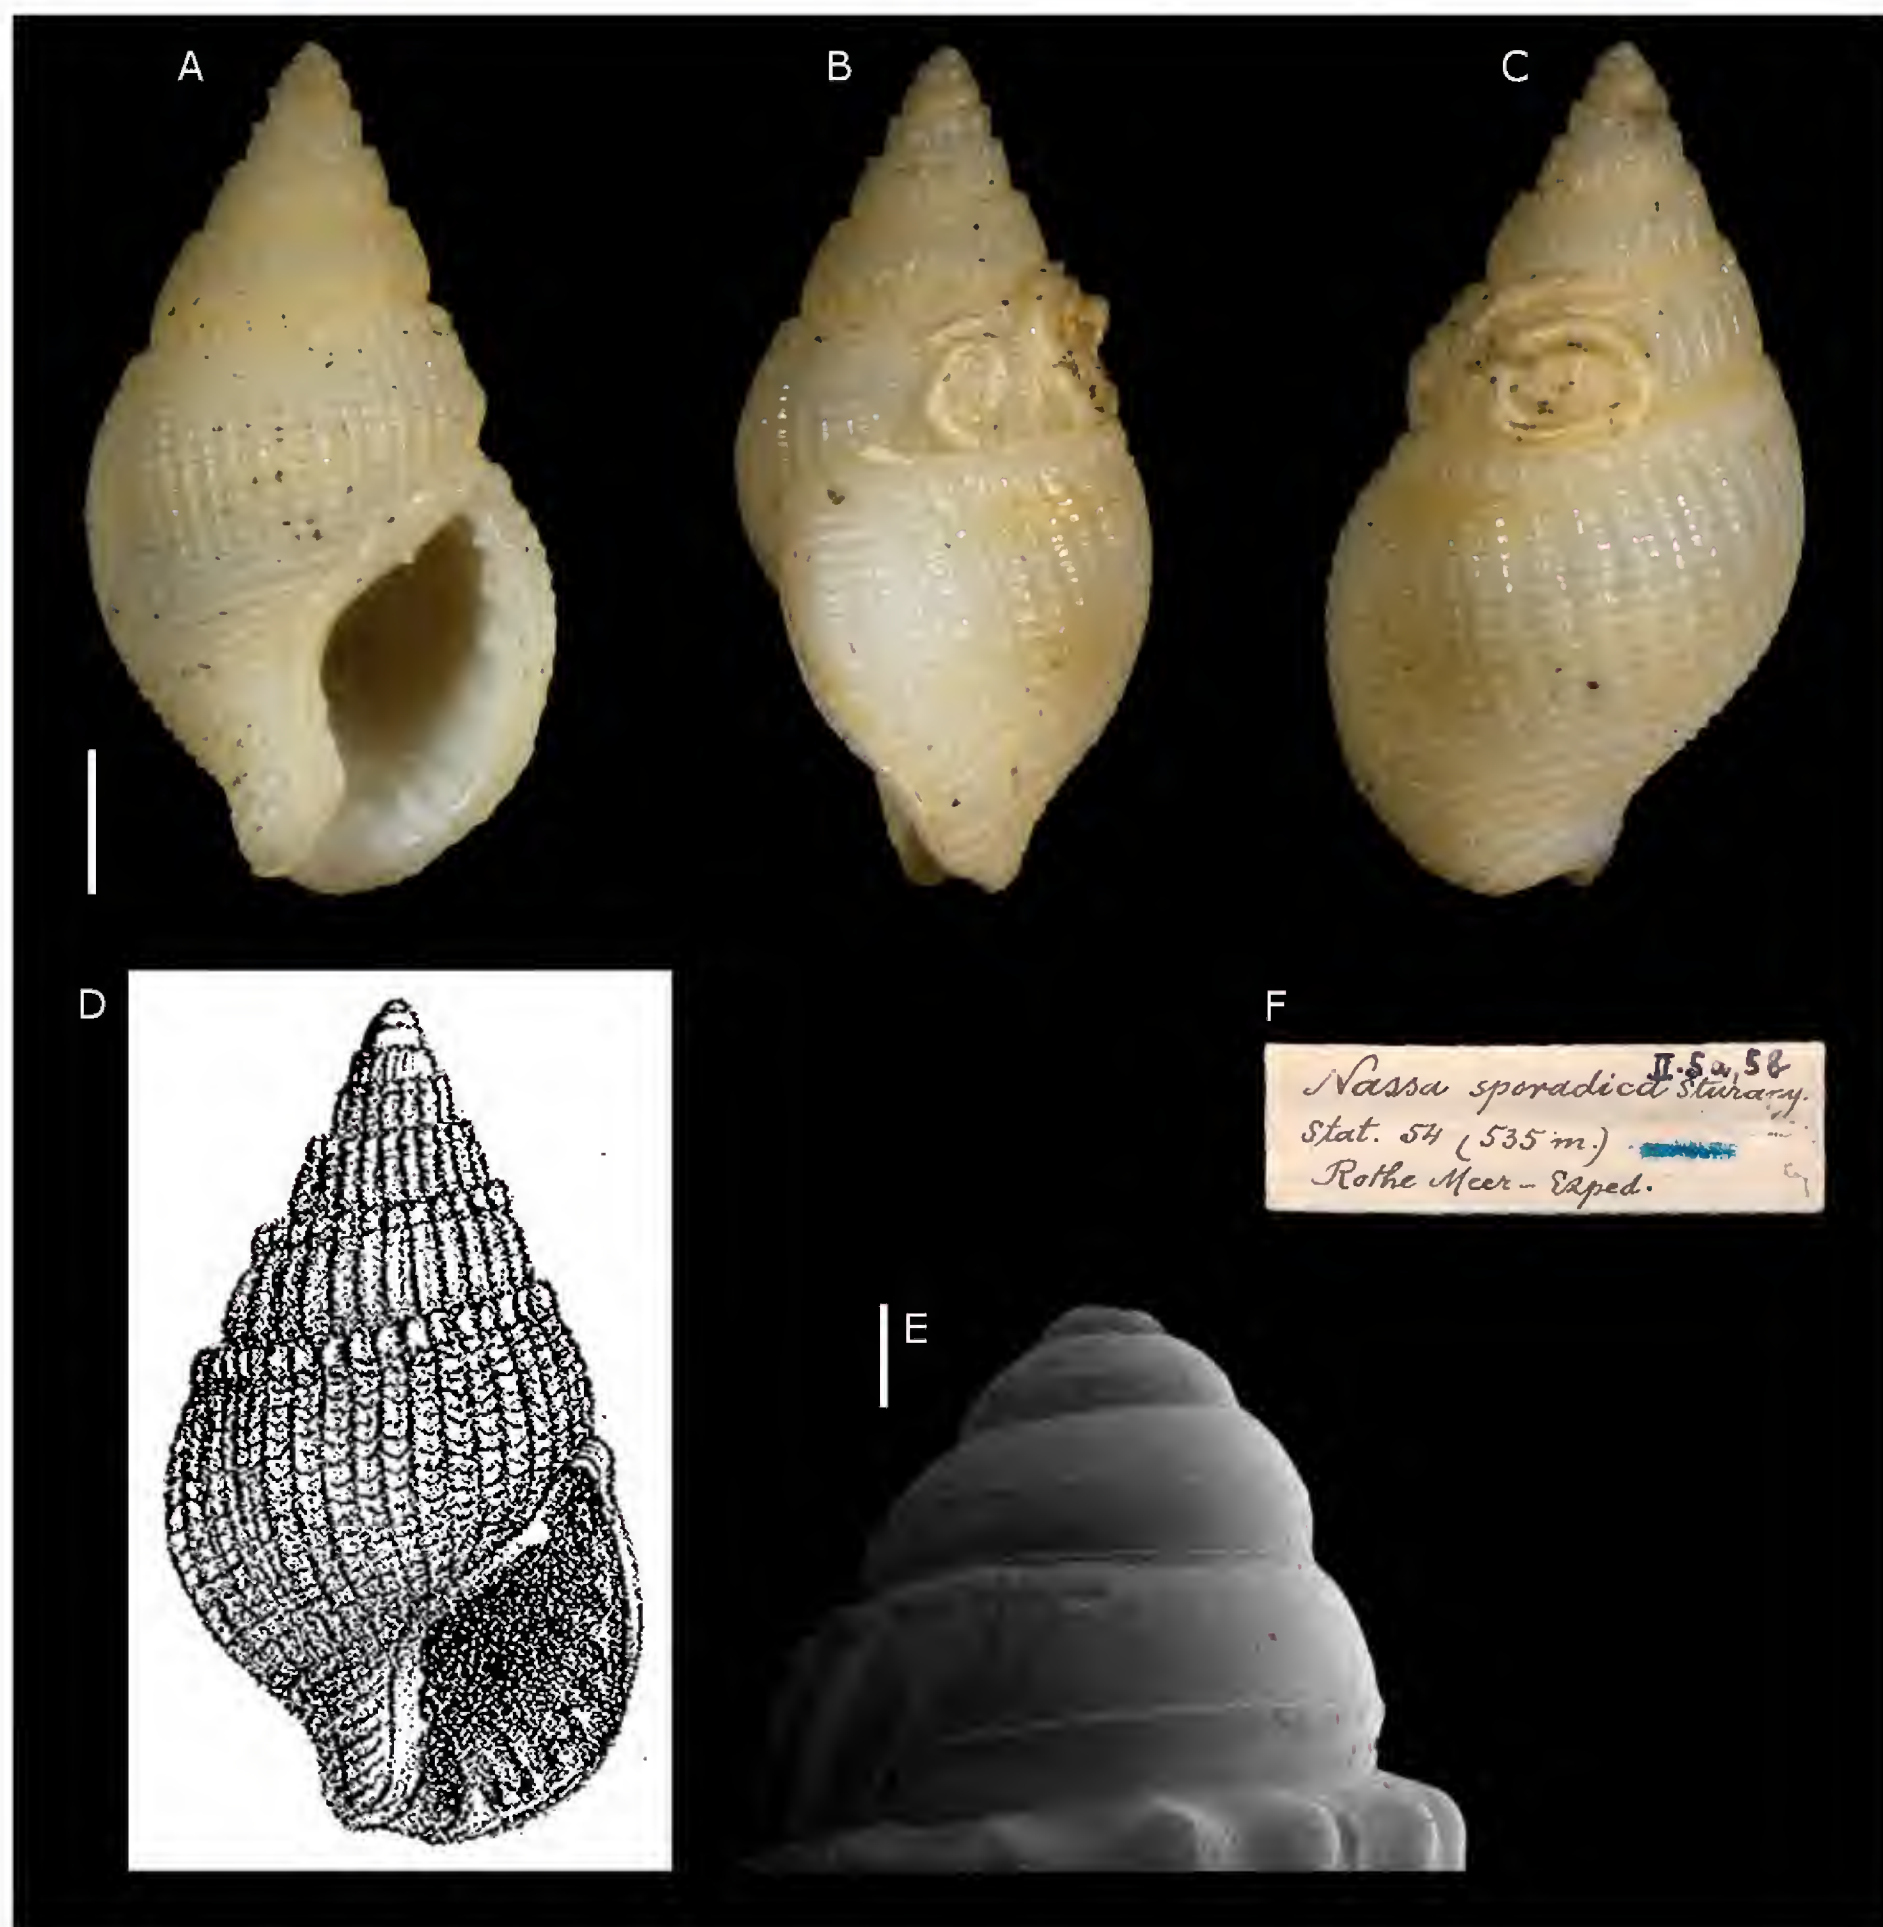 A
B
C
D
F
II. 5a, 5b
Nassa sporadica Sturany.
Stat. 54 (535 m.)
Rothe Meer - Exped.
E